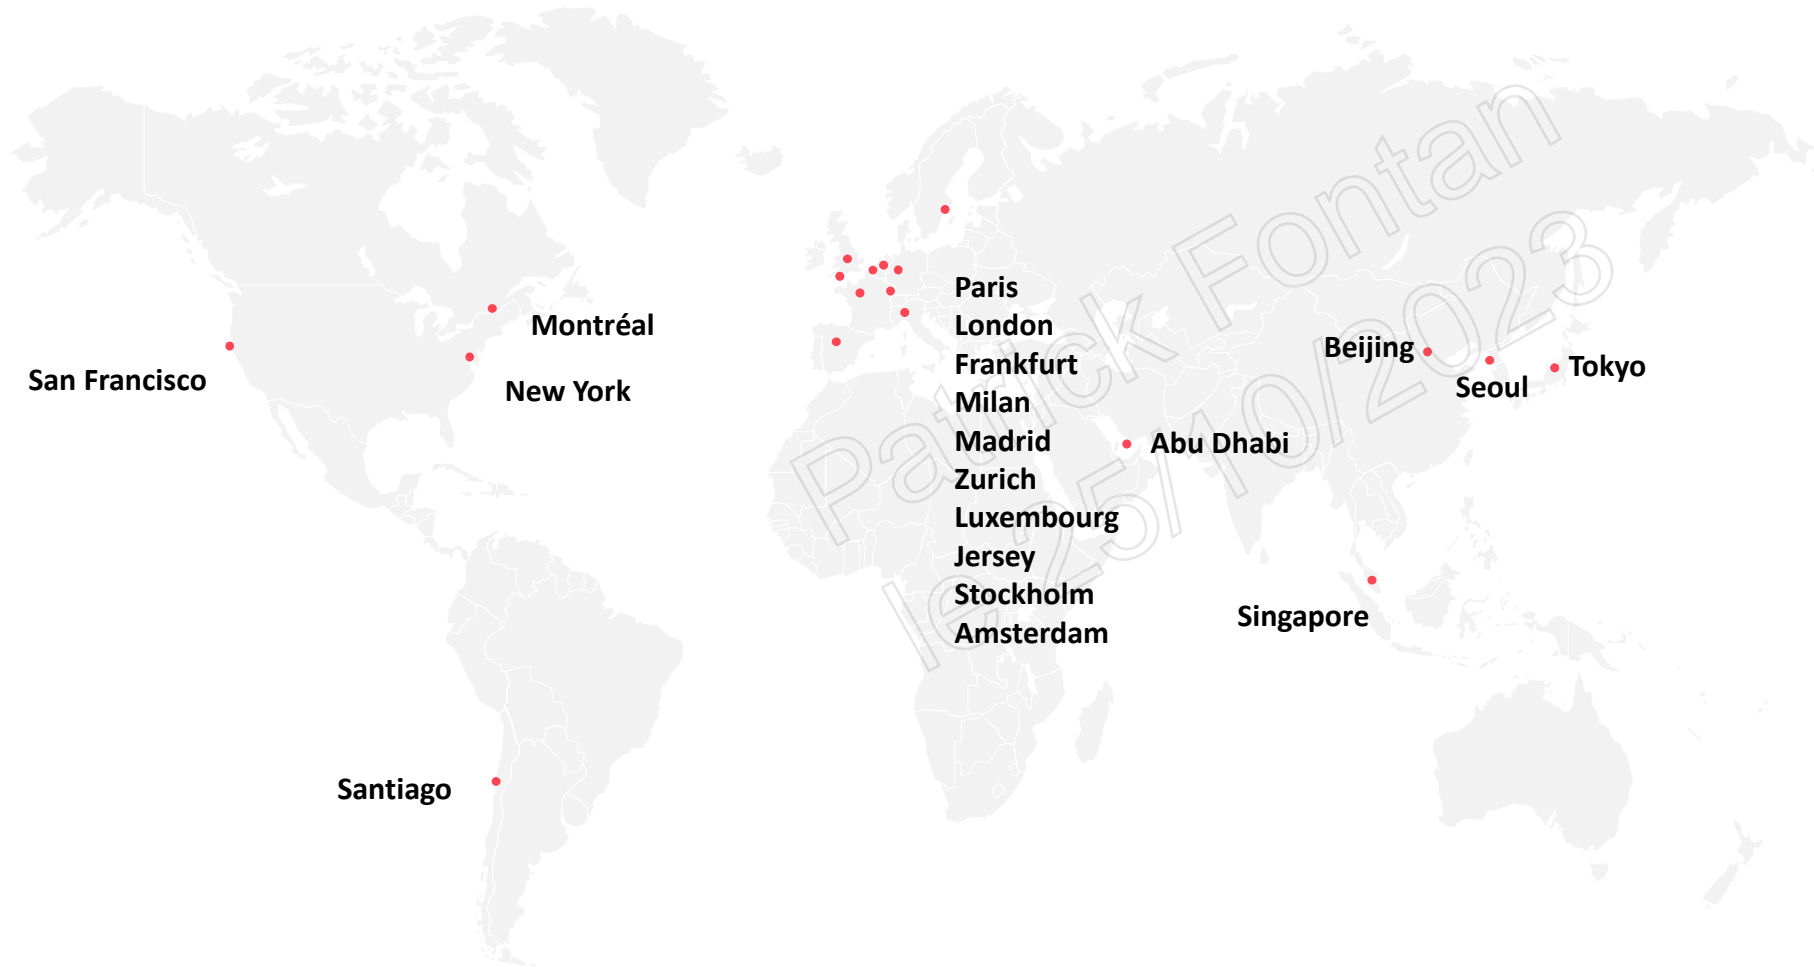 Montréal
San Francisco
New York
Santiago
Paris
London
Frankfurt
Milan
Madrid
Zurich
Luxembourg
Jersey
Stockholm
Amsterdam
Abu Dhabi
Beijing
Seoul
Tokyo
Singapore
Patrick Fontan
le 25/10/2023